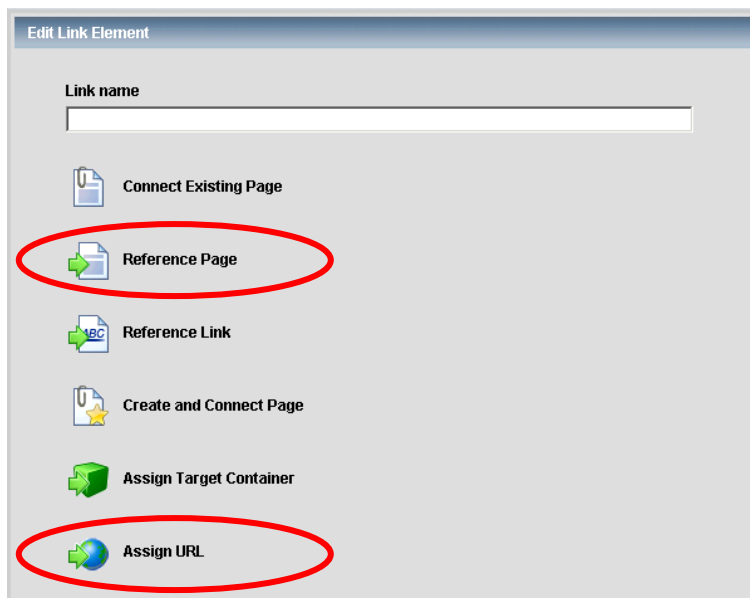 Edit Link Element
Link name
Connect Existing Page
Reference Page
ABC
Reference Link
Create and Connect Page
Assign Target Container
Assign URL